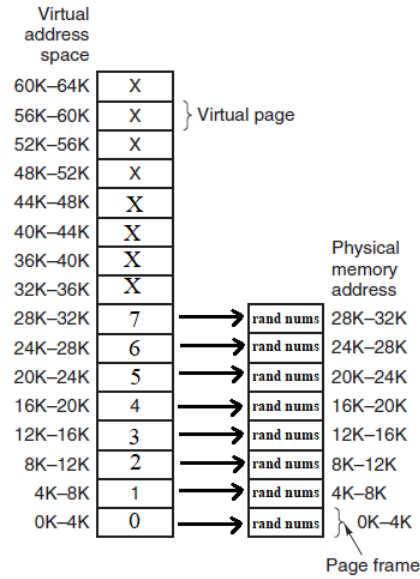 Virtual
address
space
60K–64K X
56K–60K X Virtual page
52K–56K X
48K–52K X
44K–48K X
40K–44K X
36K–40K X
32K–36K X
Physical
memory
address
28K–32K 7 rand nums 28K–32K
24K–28K 6 rand nums 24K–28K
20K–24K 5 rand nums 20K–24K
16K–20K 4 rand nums 16K–20K
12K–16K 3 rand nums 12K–16K
8K–12K 2 rand nums 8K–12K
4K–8K 1 rand nums 4K–8K
0K–4K 0 rand nums 0K–4K
Page frame